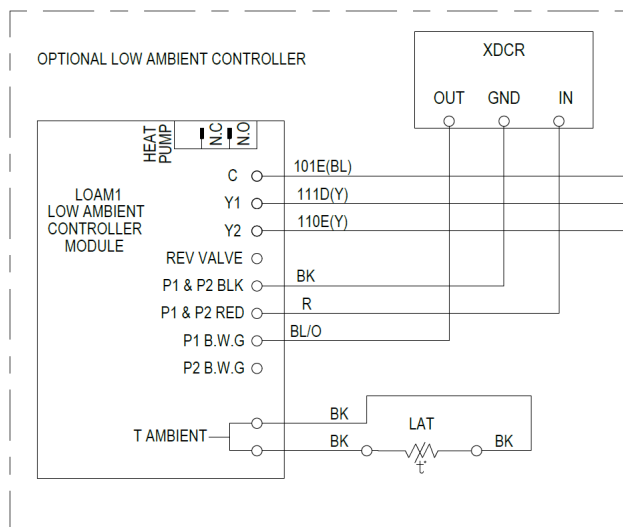 OPTIONAL LOW AMBIENT CONTROLLER
XDCR
OUT GND IN
HEAT
PUMP
N.C
N.O
LOAM1
LOW AMBIENT
CONTROLLER
MODULE
C
101E(BL)
Y1
111D(Y)
Y2
110E(Y)
REV VALVE
P1 & P2 BLK
BK
P1 & P2 RED
R
P1 B.W.G
BL/O
P2 B.W.G
T AMBIENT
BK
BK
LAT
BK
t°